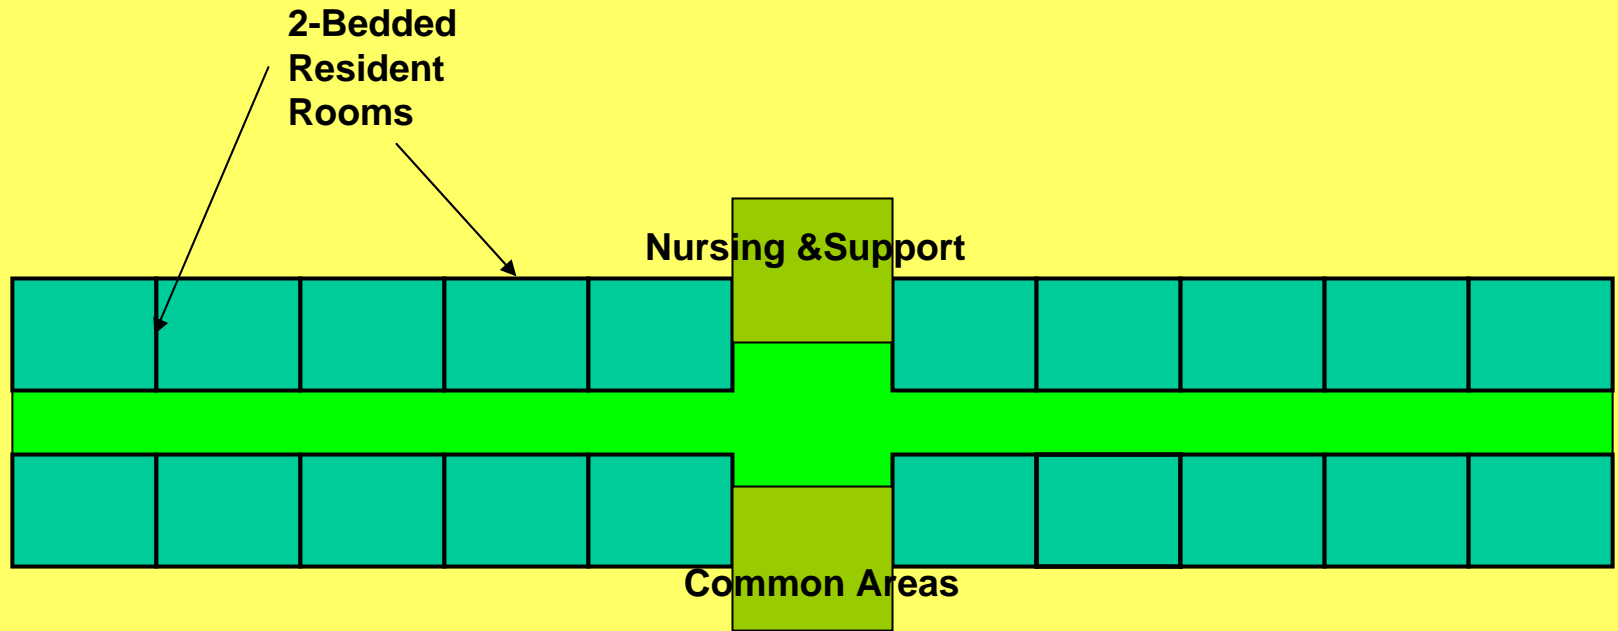 2-Bedded
Resident
Rooms
Nursing &Support
Common Areas